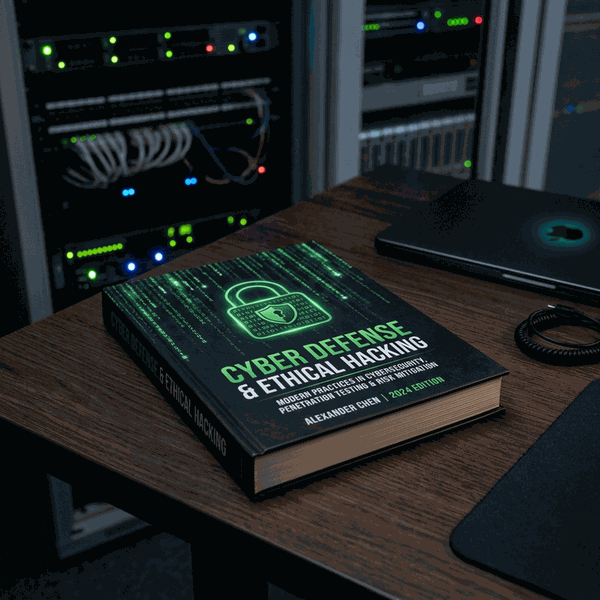 CYBER DEFENSE
& ETHICAL HACKING
MODERN PRACTICES IN CYBERSECURITY,
PENETRATION TESTING & RISK MITIGATION
ALEXANDER CHEN | 2024 EDITION
CYBER DEFENSE & ETHICAL HACKING